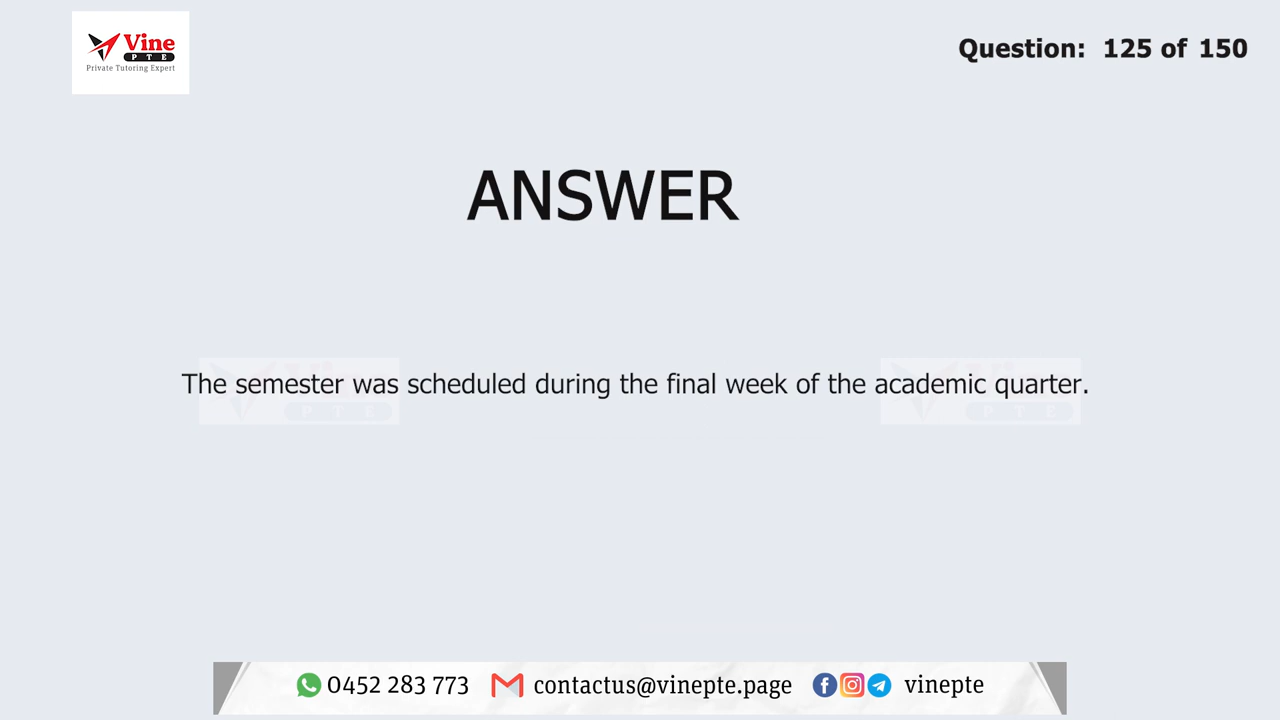 Vine
PTE
Private Tutoring Expert
Question: 125 of 150
ANSWER
The semester was scheduled during the final week of the academic quarter.
0452 283 773
contactus@vinepte.page
vinepte